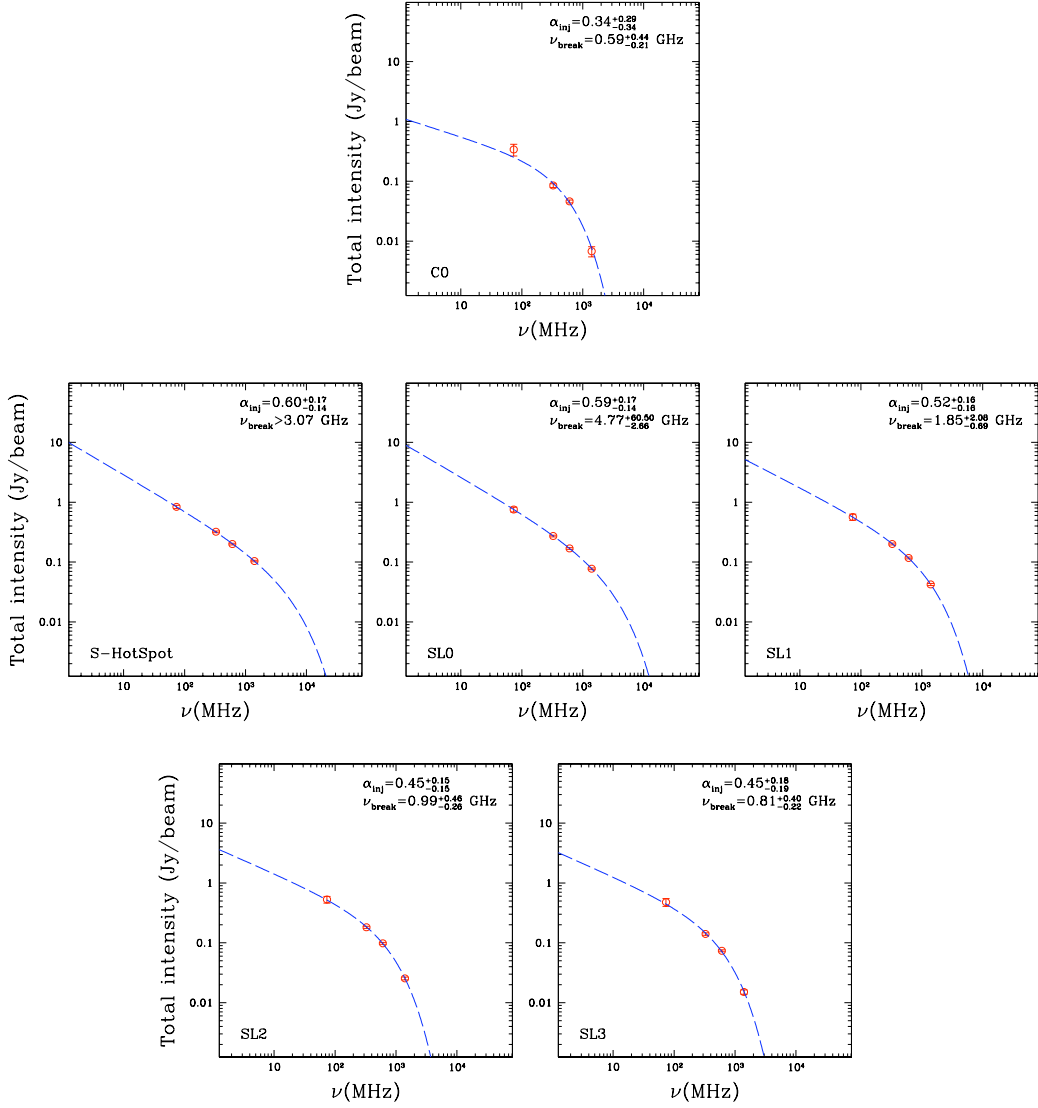 α_inj=0.34^{+0.29}_{-0.34}
ν_break=0.59^{+0.44}_{-0.21} GHz
Total intensity (Jy/beam)
10
1
0.1
0.01
C0
10 10² 10³ 10⁴
ν(MHz)
α_inj=0.60^{+0.17}_{-0.14}
ν_break>3.07 GHz
Total intensity (Jy/beam)
10
1
0.1
0.01
S-HotSpot
10 10² 10³ 10⁴
ν(MHz)
α_inj=0.59^{+0.17}_{-0.14}
ν_break=4.77^{+60.50}_{-2.66} GHz
10
1
0.1
0.01
SL0
10 10² 10³ 10⁴
ν(MHz)
α_inj=0.52^{+0.16}_{-0.16}
ν_break=1.85^{+2.08}_{-0.69} GHz
10
1
0.1
0.01
SL1
10 10² 10³ 10⁴
ν(MHz)
α_inj=0.45^{+0.15}_{-0.15}
ν_break=0.99^{+0.46}_{-0.26} GHz
Total intensity (Jy/beam)
10
1
0.1
0.01
SL2
10 10² 10³ 10⁴
ν(MHz)
α_inj=0.45^{+0.18}_{-0.19}
ν_break=0.81^{+0.40}_{-0.22} GHz
10
1
0.1
0.01
SL3
10 10² 10³ 10⁴
ν(MHz)